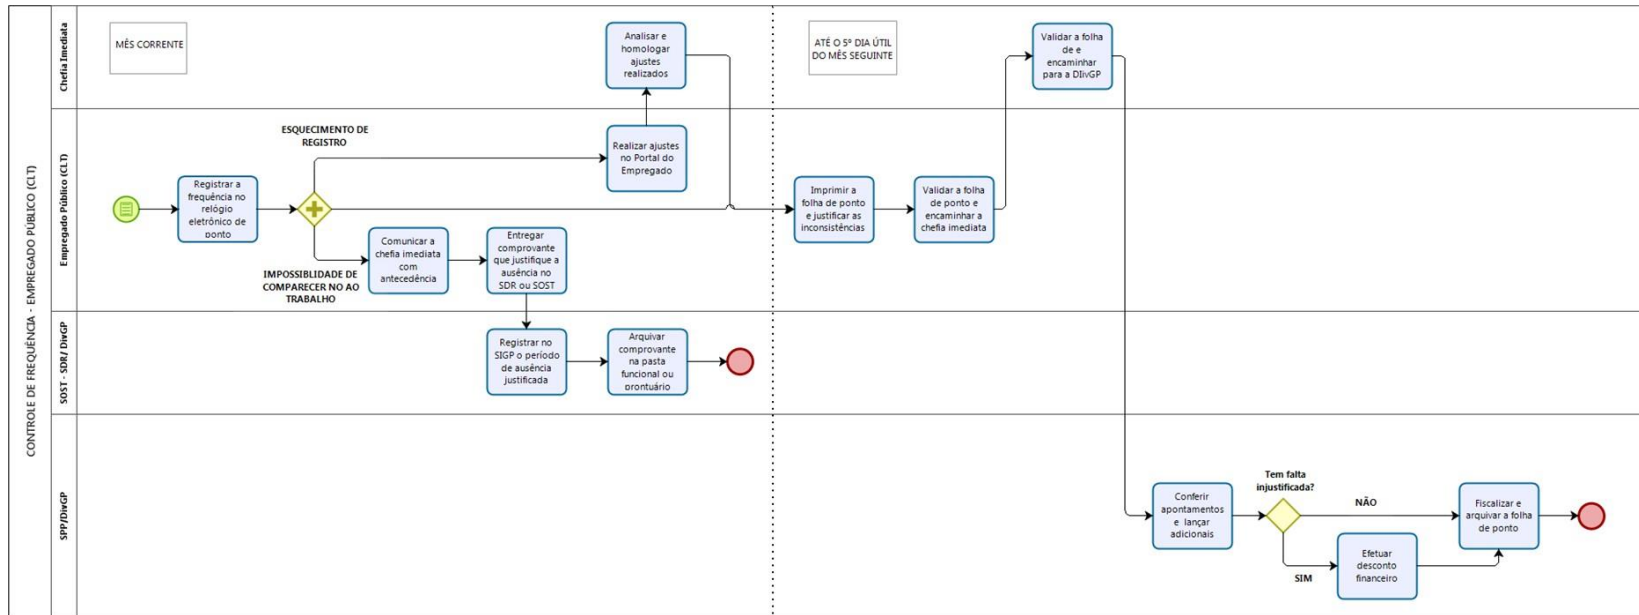 CONTROLE DE FREQUÊNCIA - EMPREGADO PÚBLICO (CLT)
Chefia Imediata
MÊS CORRENTE
Analisar e
homologar
ajustes
realizados
ATÉ O 5º DIA ÚTIL
DO MÊS SEGUINTE
Validar a folha
de e
encaminhar
para a DIivGP
Empregado Público (CLT)
Registrar a
frequência no
relógio
eletrônico de
ponto
ESQUECIMENTO DE
REGISTRO
Realizar ajustes
no Portal do
Empregado
IMPOSSIBLIDADE DE
COMPARECER NO AO
TRABALHO
Comunicar a
chefia imediata
com
antecedência
Entregar
comprovante
que justifique a
ausência no
SDR ou SOST
Imprimir a
folha de ponto
e justificar as
inconsistências
Validar a folha
de ponto e
encaminhar a
chefia imediata
SOST - SDR/ DivGP
Registrar no
SIGP o período
de ausência
justificada
Arquivar
comprovante
na pasta
funcional ou
prontuário
SPP/DivGP
Conferir
apontamentos
e lançar
adicionais
Tem falta
injustificada?
NÃO
SIM
Efetuar
desconto
financeiro
Fiscalizar e
arquivar a folha
de ponto